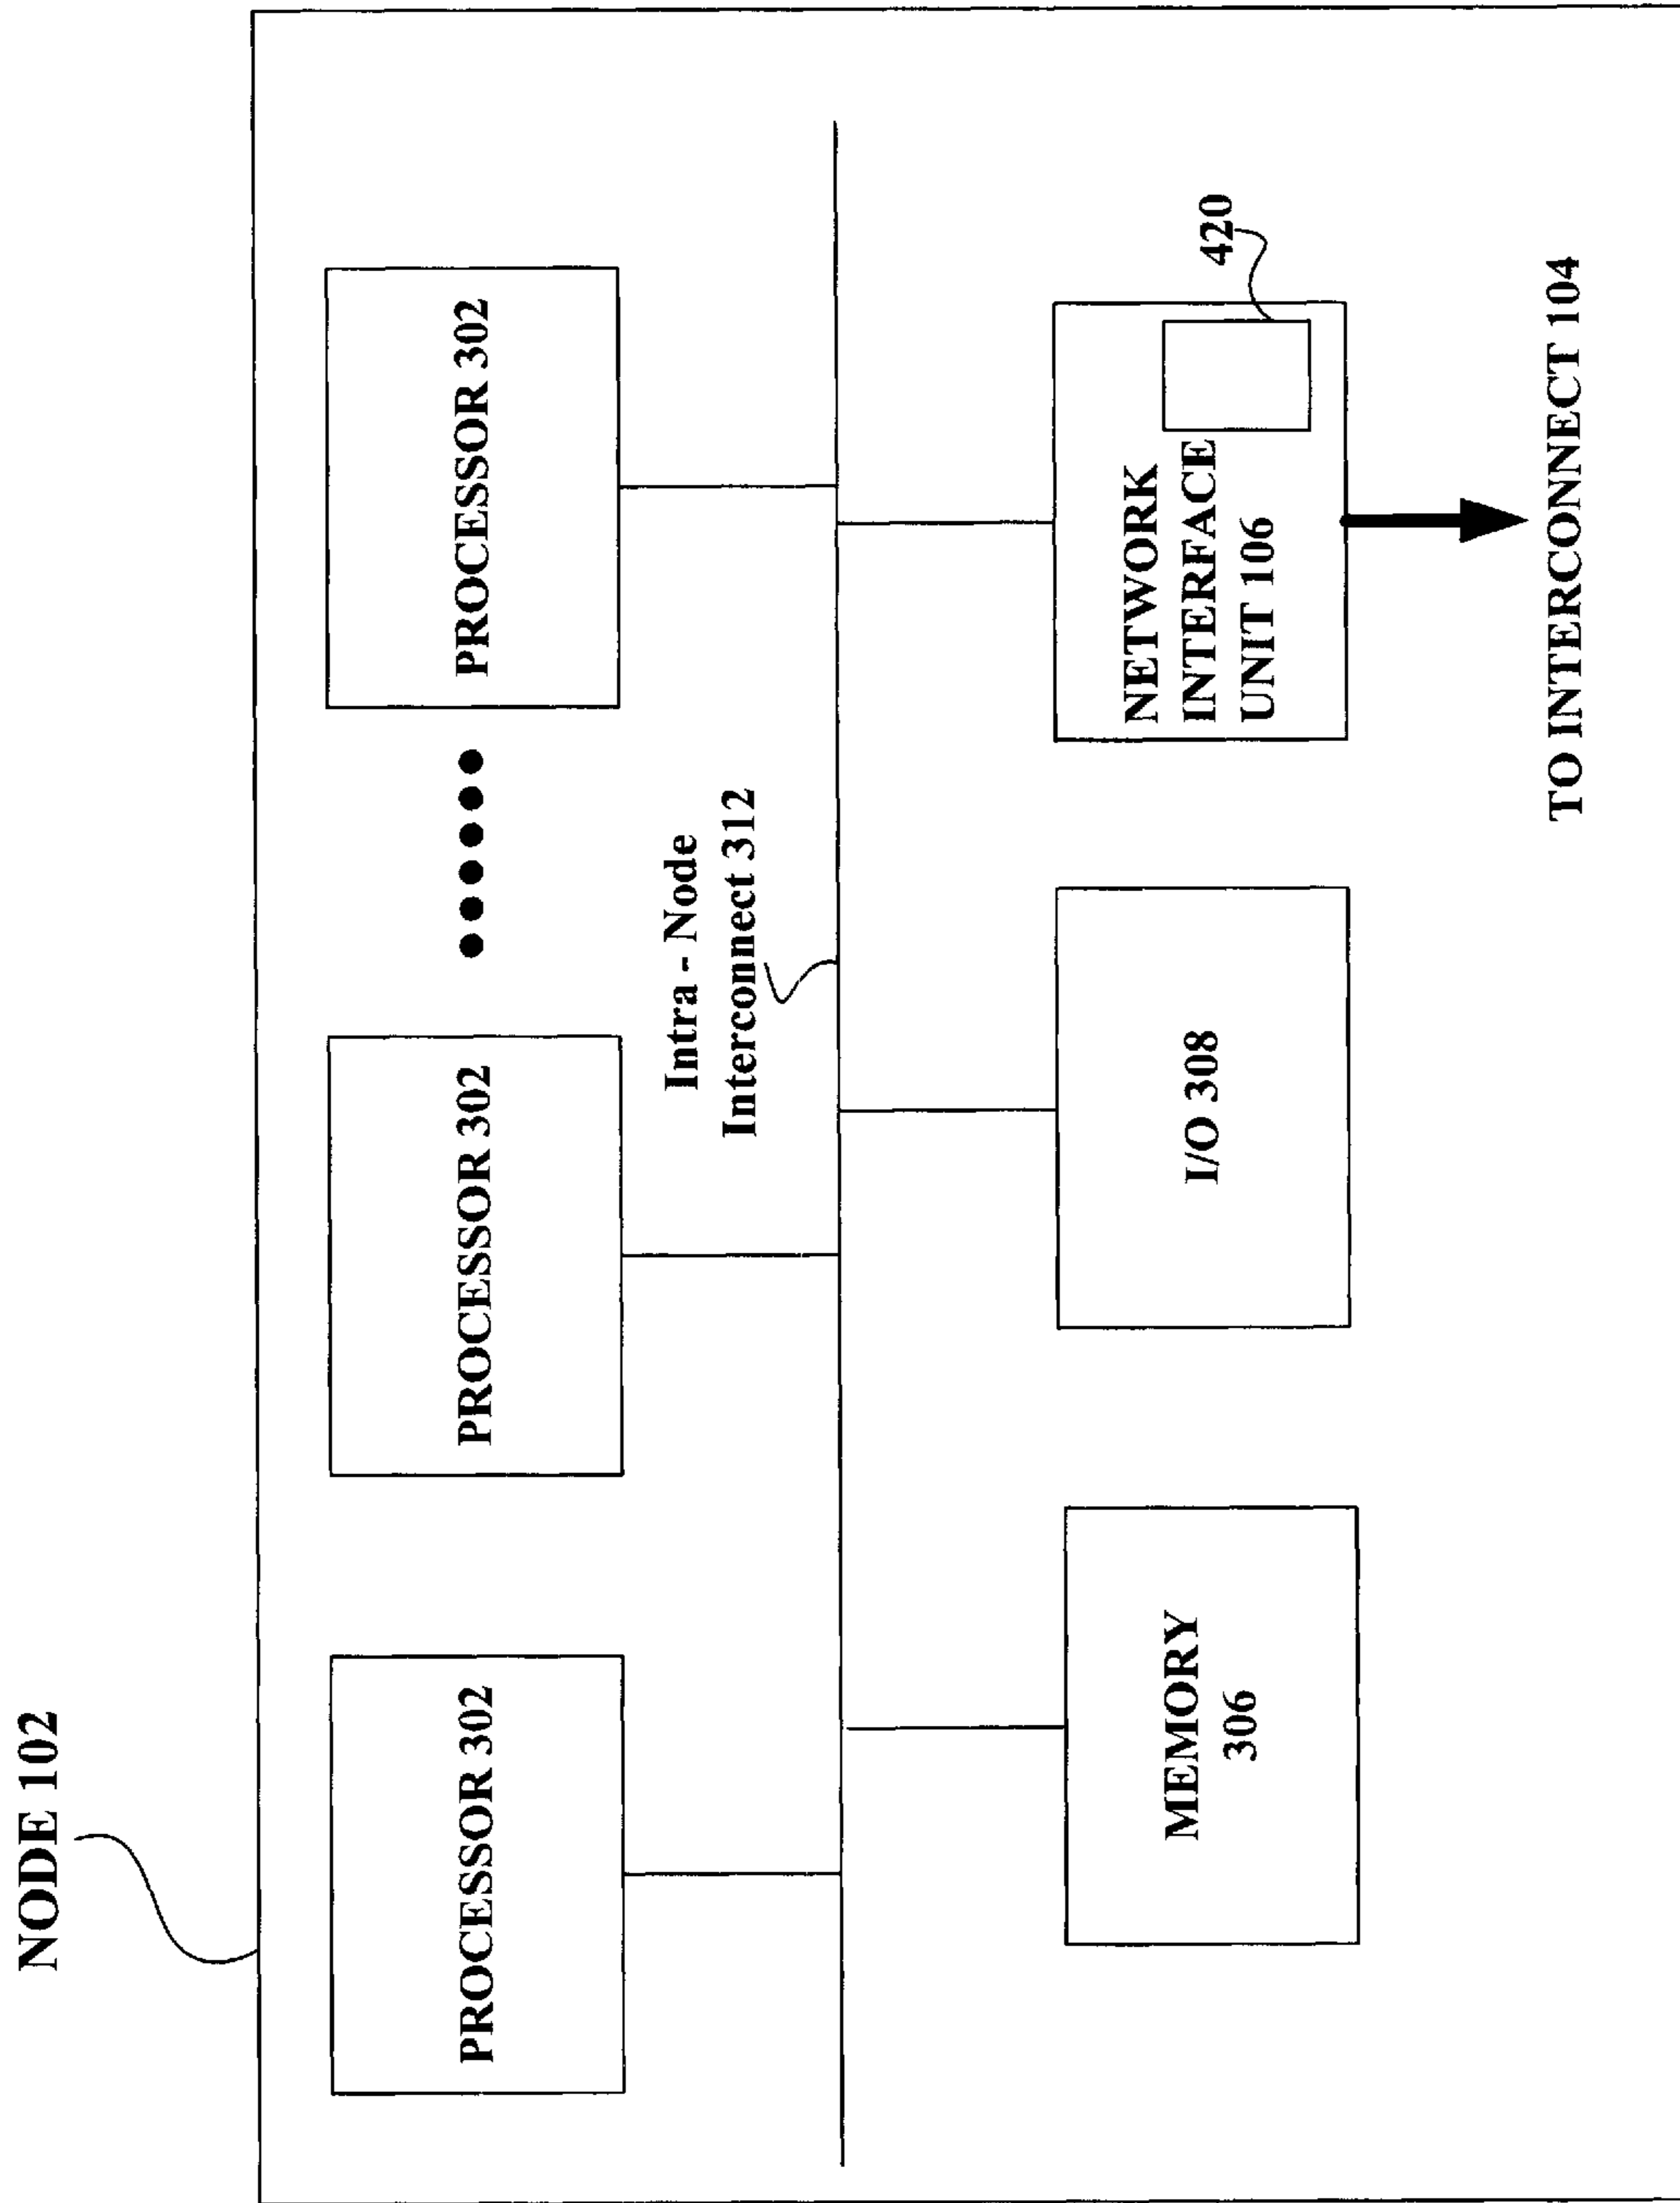 NODE 102
PROCESSOR 302
PROCESSOR 302
PROCESSOR 302
Intra - Node
Interconnect 312
MEMORY
306
I/O 308
NETWORK
INTERFACE
UNIT 106
420
TO INTERCONNECT 104